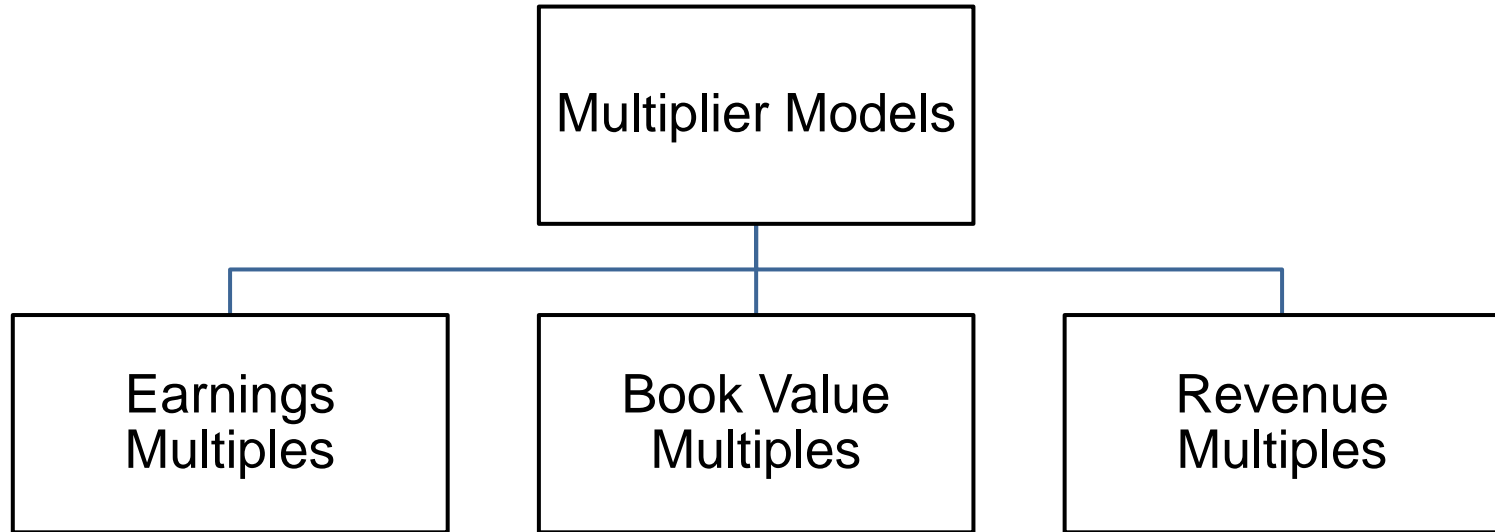 Multiplier Models
Earnings
Multiples
Book Value
Multiples
Revenue
Multiples